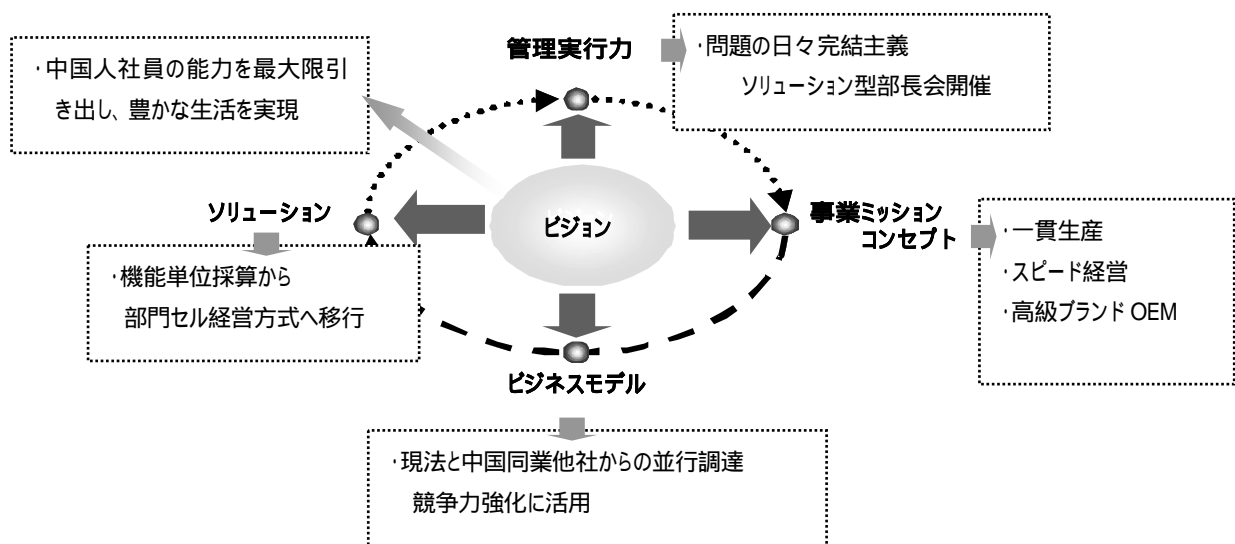 管理実行力
・問題の日々完結主義
ソリューション型部長会開催
・中国人社員の能力を最大限引
き出し、豊かな生活を実現
ソリューション
ビジョン
事業ミッション
コンセプト
・一貫生産
・スピード経営
・高級ブランド OEM
・機能単位採算から
部門セル経営方式へ移行
ビジネスモデル
・現法と中国同業他社からの並行調達
競争力強化に活用